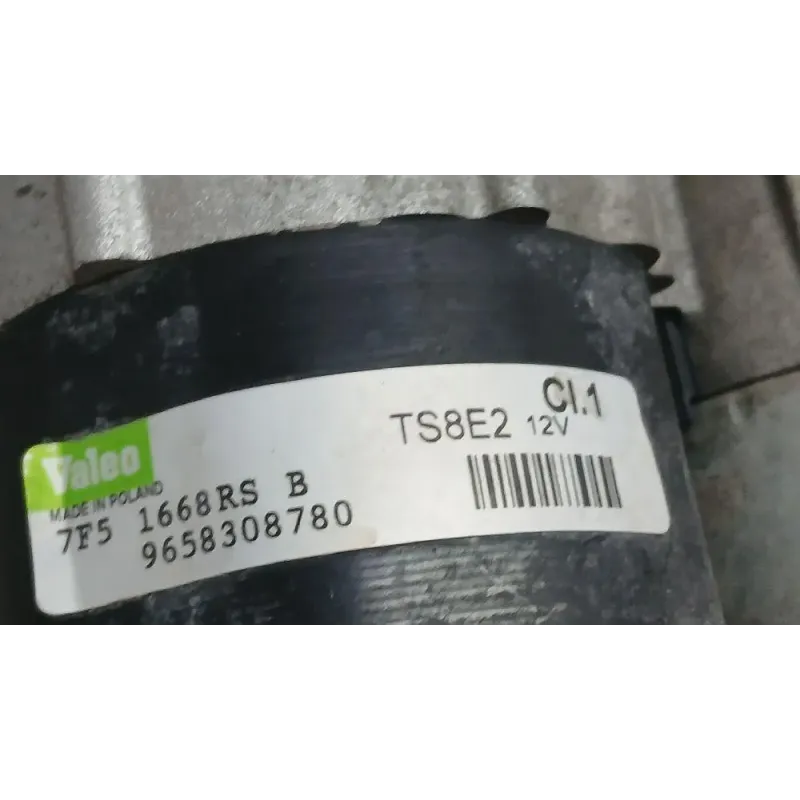 Valeo
MADE IN POLAND
7F5 1668RS B
9658308780
TS8E2 12V
Cl.1